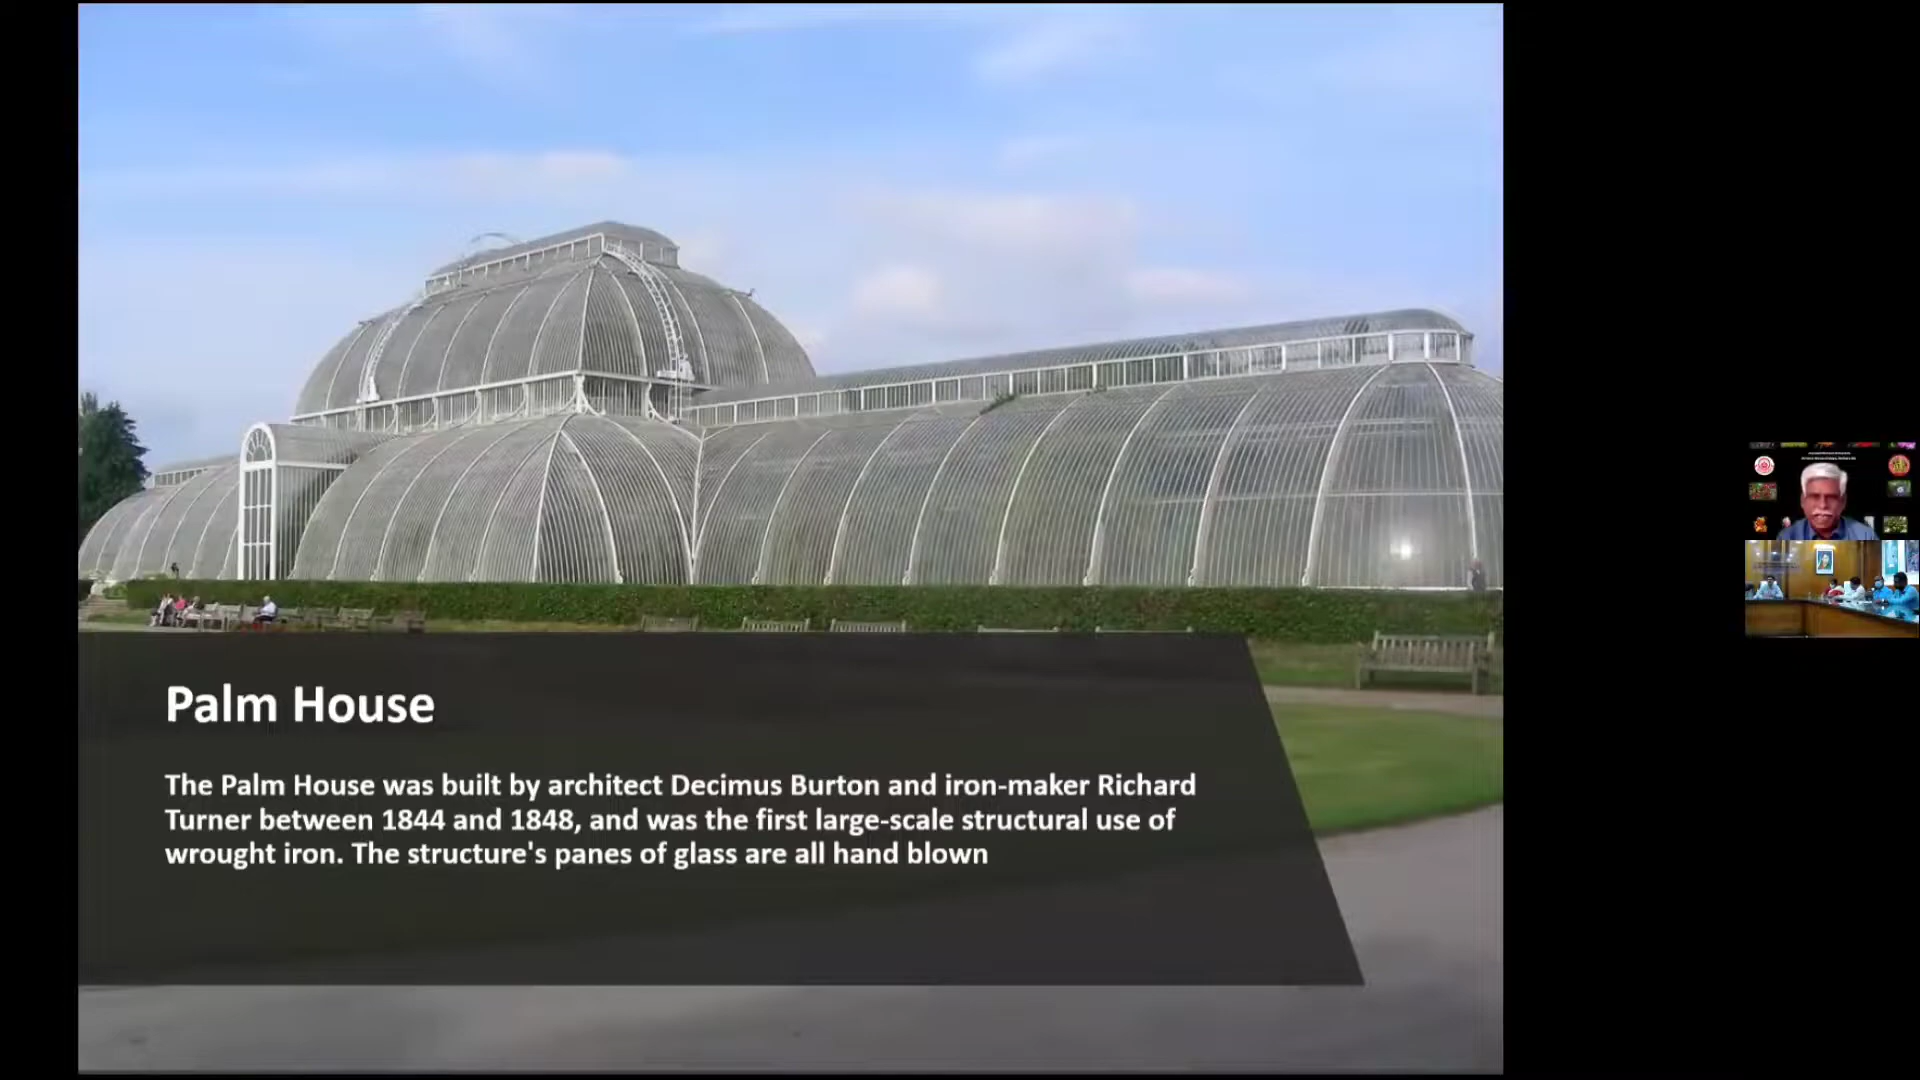 Palm House
The Palm House was built by architect Decimus Burton and iron-maker Richard
Turner between 1844 and 1848, and was the first large-scale structural use of
wrought iron. The structure's panes of glass are all hand blown